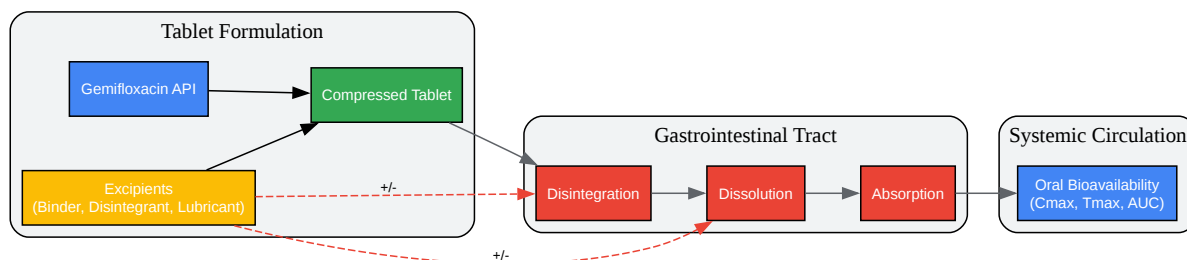 Tablet Formulation
Gemifloxacin API
Compressed Tablet
Excipients
(Binder, Disintegrant, Lubricant)
+/-
+/-
Gastrointestinal Tract
Disintegration
Dissolution
Absorption
Systemic Circulation
Oral Bioavailability
(Cmax, Tmax, AUC)